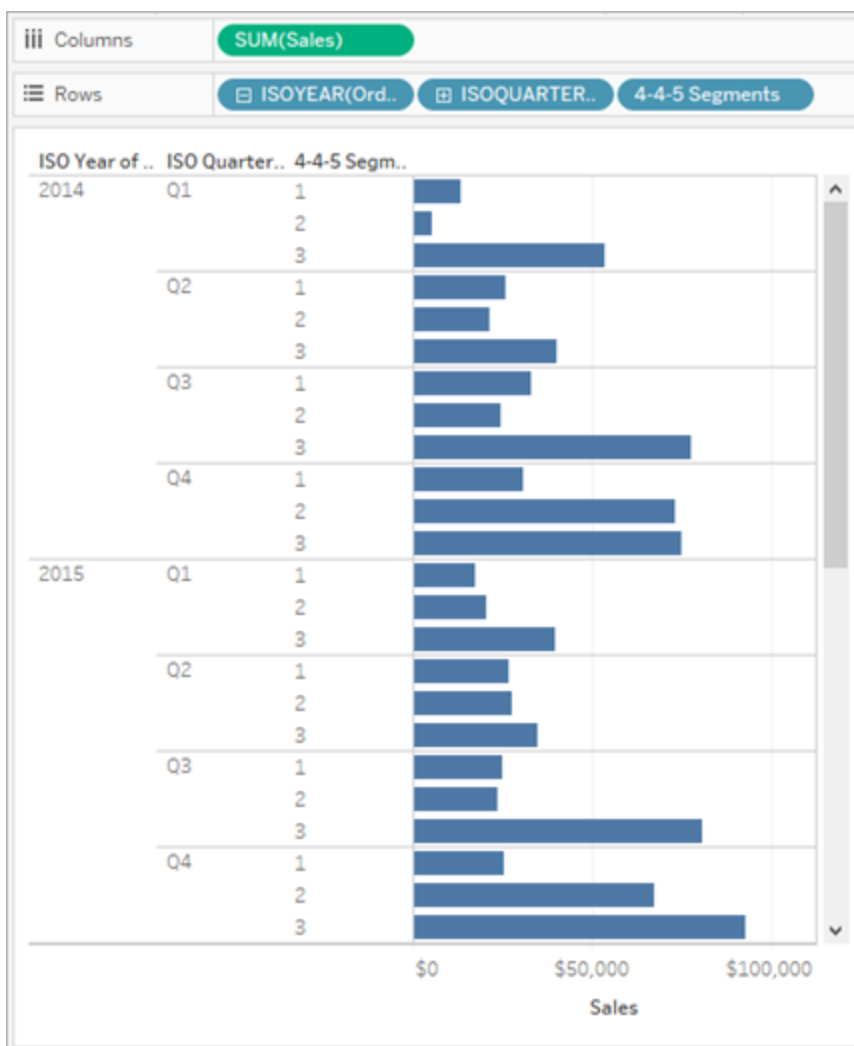 Columns SUM(Sales)
Rows ISOYEAR(Ord.. ISOQUARTER.. 4-4-5 Segments
ISO Year of .. ISO Quarter.. 4-4-5 Segm..
2014 Q1 1
2
3
Q2 1
2
3
Q3 1
2
3
Q4 1
2
3
2015 Q1 1
2
3
Q2 1
2
3
Q3 1
2
3
Q4 1
2
3
$0 $50,000 $100,000
Sales